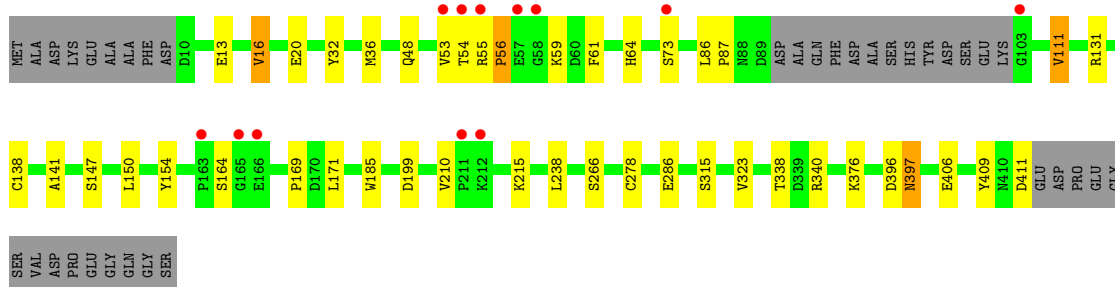 MET ALA ASP LYS GLU ALA ALA PHE ASP D10 E13 V16 E20 Y32 M36 Q48 V53 T54 R55 P56 E57 G58 K59 D60 F61 H64 S73 L86 P87 N88 D89 ASP ALA GLN PHE ASP ALA SER HIS TYR ASP SER GLU LYS G103 V111 R131
C138 A141 S147 L150 Y154 P163 S164 G165 E166 P169 D170 L171 W185 D199 V210 P211 K212 K215 L238 S266 C278 E286 S315 V323 T338 D339 R340 K376 D396 N397 E406 Y409 N410 D411 GLU ASP PRO GLU GLY
SER VAL ASP PRO GLU GLY GLN GLY SER